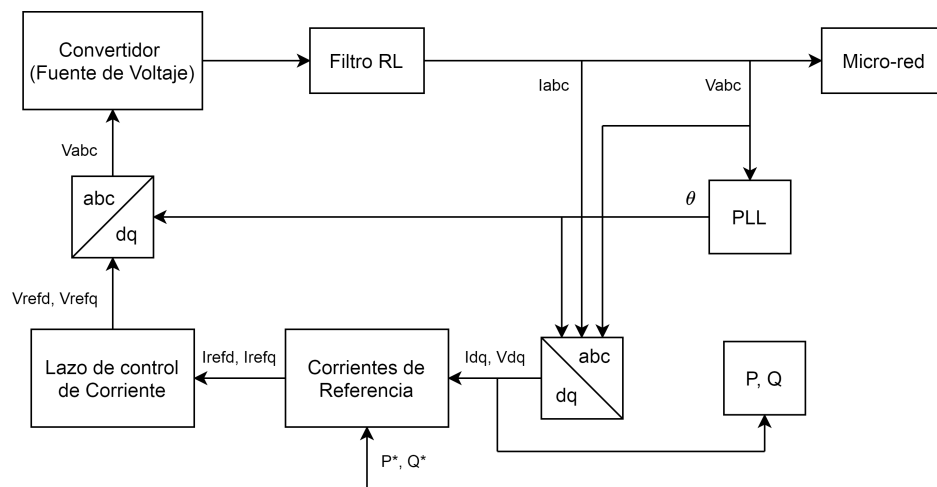 Convertidor
(Fuente de Voltaje)
Filtro RL
Micro-red
Iabc
Vabc
Vabc
abc
dq
θ
PLL
Vrefd, Vrefq
Lazo de control
de Corriente
Irefd, Irefq
Corrientes de
Referencia
Idq, Vdq
abc
dq
P, Q
P*, Q*